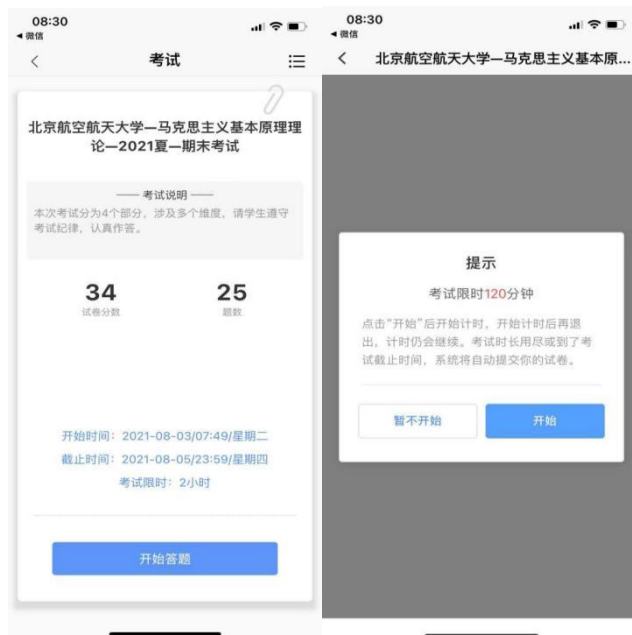 08:30
◀ 微信
考试
北京航空航天大学—马克思主义基本原理理
论—2021夏—期末考试
—— 考试说明 ——
本次考试分为4个部分，涉及多个维度，请学生遵守
考试纪律，认真作答。
34
试卷分数
25
题数
开始时间：2021-08-03/07:49/星期二
截止时间：2021-08-05/23:59/星期四
考试限时：2小时
开始答题
08:30
◀ 微信
北京航空航天大学—马克思主义基本原...
提示
考试限时120分钟
点击“开始”后开始计时，开始计时后再退
出，计时仍会继续。考试时长用尽或到了考
试截止时间，系统将自动提交你的试卷。
暂不开始
开始